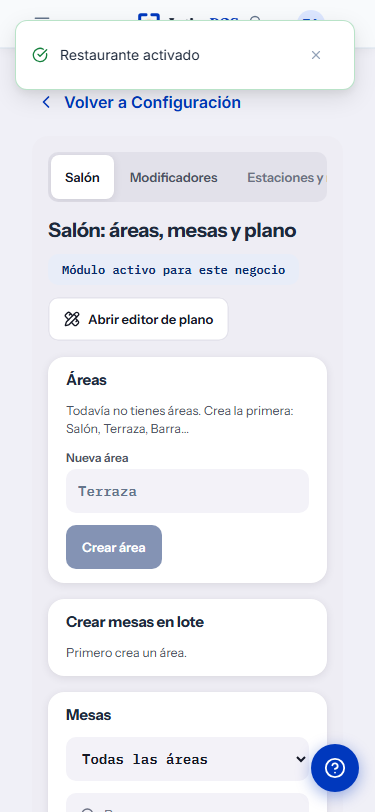 Restaurante activado
Volver a Configuración
Salón
Modificadores
Estaciones y
Salón: áreas, mesas y plano
Módulo activo para este negocio
Abrir editor de plano
Áreas
Todavía no tienes áreas. Crea la primera:
Salón, Terraza, Barra...
Nueva área
Terraza
Crear área
Crear mesas en lote
Primero crea un área.
Mesas
Todas las áreas